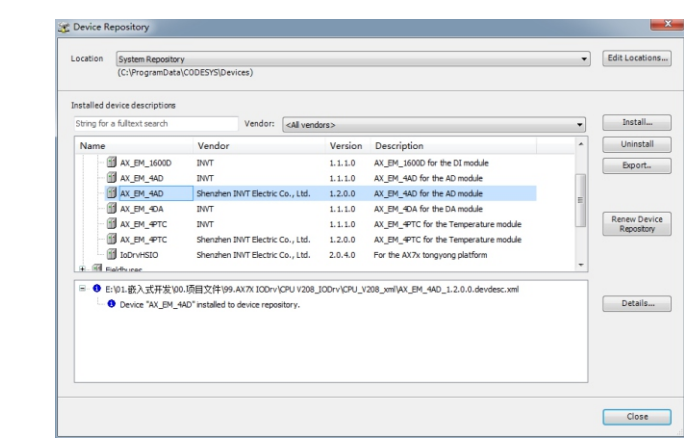 Device Repository
Location System Repository Edit Locations...
(C:\ProgramData\CODESYS\Devices)
Installed device descriptions
String for a fulltext search Vendor: <All vendors> Install...
Name Vendor Version Description Uninstall
AX_EM_1600D INVT 1.1.1.0 AX_EM_1600D for the DI module Export...
AX_EM_4AD INVT 1.1.1.0 AX_EM_4AD for the AD module
AX_EM_4AD Shenzhen INVT Electric Co., Ltd. 1.2.0.0 AX_EM_4AD for the AD module
AX_EM_4DA INVT 1.1.1.0 AX_EM_4DA for the DA module
AX_EM_4PTC INVT 1.1.1.0 AX_EM_4PTC for the Temperature module
Renew Device Repository
AX_EM_4PTC Shenzhen INVT Electric Co., Ltd. 1.2.0.0 AX_EM_4PTC for the Temperature module
IoDrvHSIO Shenzhen INVT Electric Co., Ltd. 2.0.4.0 For the AX7x tongyong platform
Fieldbuses
E:\01.嵌入式开发\00.项目文件\99.AX7X IODrv\CPU V208_IODrv\CPU_V208_xml\AX_EM_4AD_1.2.0.0.devdesc.xml
Device "AX_EM_4AD" installed to device repository. Details...
Close